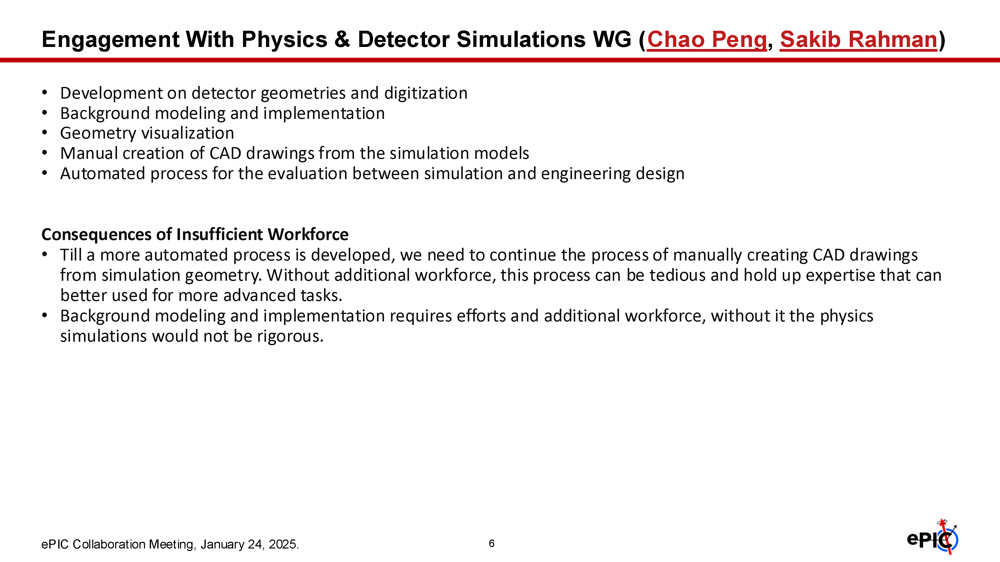 Engagement With Physics & Detector Simulations WG (Chao Peng, Sakib Rahman)
• Development on detector geometries and digitization
• Background modeling and implementation
• Geometry visualization
• Manual creation of CAD drawings from the simulation models
• Automated process for the evaluation between simulation and engineering design
Consequences of Insufficient Workforce
• Till a more automated process is developed, we need to continue the process of manually creating CAD drawings
from simulation geometry. Without additional workforce, this process can be tedious and hold up expertise that can
better used for more advanced tasks.
• Background modeling and implementation requires efforts and additional workforce, without it the physics
simulations would not be rigorous.
ePIC Collaboration Meeting, January 24, 2025.
6
ePIC